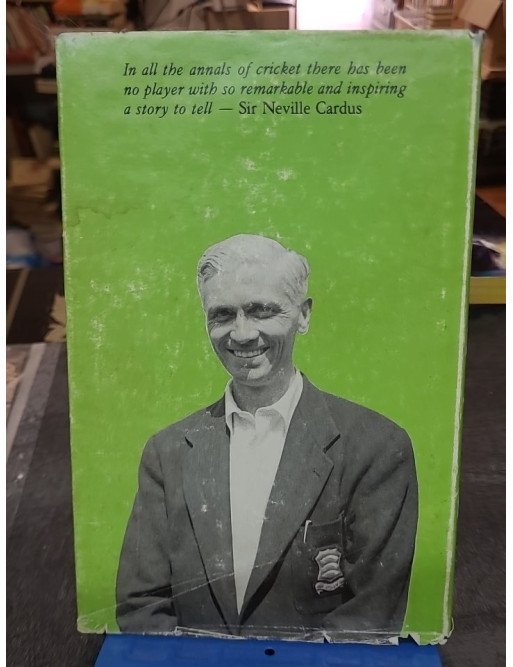 In all the annals of cricket there has been
no player with so remarkable and inspiring
a story to tell — Sir Neville Cardus